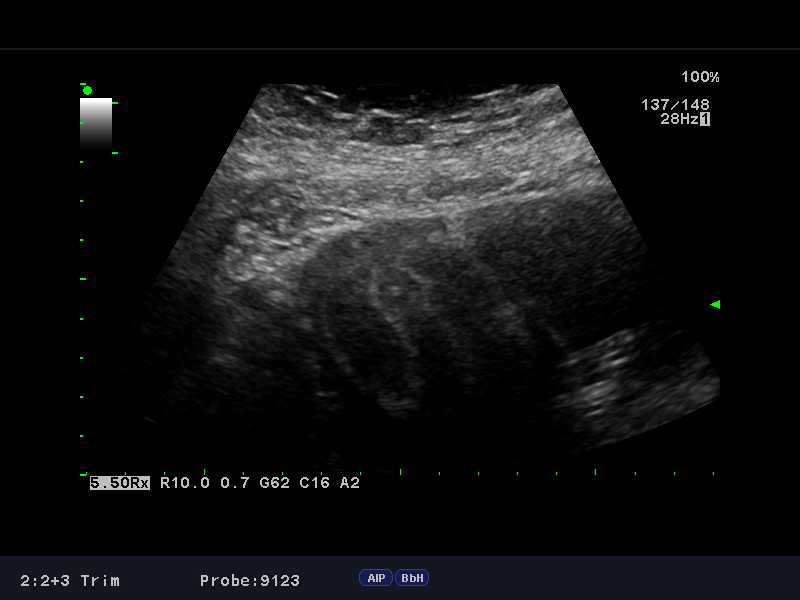 100%
137/148
28Hz1
5.50Rx R10.0 0.7 G62 C16 A2
2:2+3 Trim Probe:9123 AIP BbH